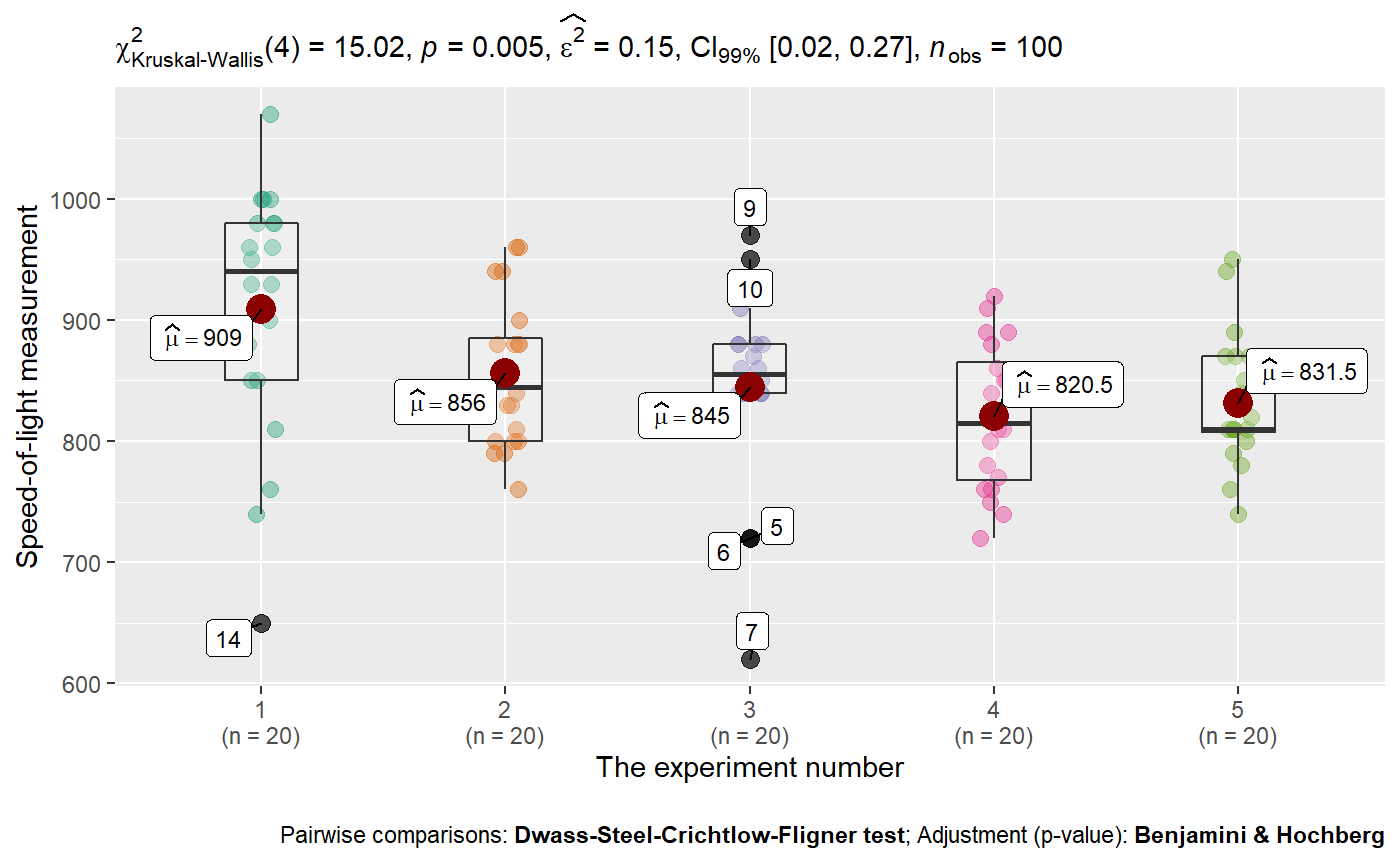 χ²Kruskal-Wallis(4) = 15.02, p = 0.005, ε̂² = 0.15, CI99% [0.02, 0.27], nobs = 100
Speed-of-light measurement
1000
900
800
700
600
μ̂ = 909
14
μ̂ = 856
9
10
μ̂ = 845
5
6
7
μ̂ = 820.5
μ̂ = 831.5
1 2 3 4 5
(n = 20) (n = 20) (n = 20) (n = 20) (n = 20)
The experiment number
Pairwise comparisons: Dwass-Steel-Crichtlow-Fligner test; Adjustment (p-value): Benjamini & Hochberg